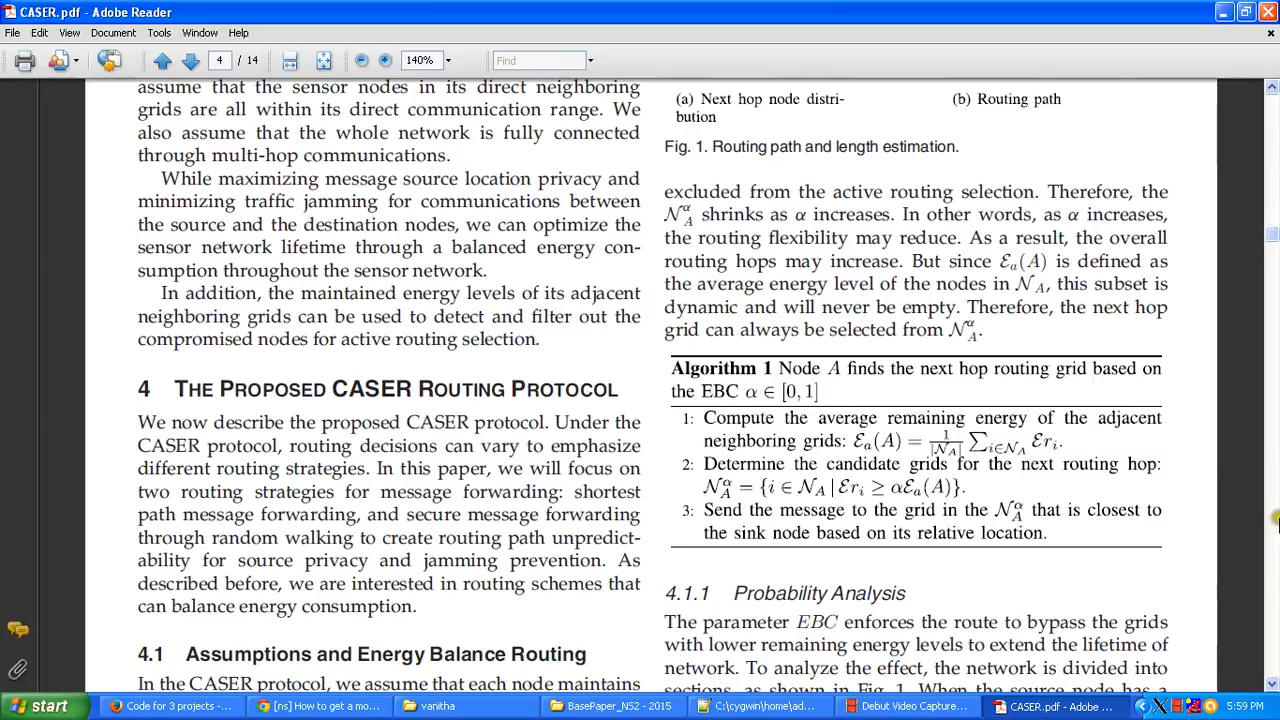 CASER.pdf - Adobe Reader
File Edit View Document Tools Window Help
4 / 14 140% Find
assume that the sensor nodes in its direct neighboring
grids are all within its direct communication range. We
also assume that the whole network is fully connected
through multi-hop communications.
While maximizing message source location privacy and
minimizing traffic jamming for communications between
the source and the destination nodes, we can optimize the
sensor network lifetime through a balanced energy con-
sumption throughout the sensor network.
In addition, the maintained energy levels of its adjacent
neighboring grids can be used to detect and filter out the
compromised nodes for active routing selection.
4 THE PROPOSED CASER ROUTING PROTOCOL
We now describe the proposed CASER protocol. Under the
CASER protocol, routing decisions can vary to emphasize
different routing strategies. In this paper, we will focus on
two routing strategies for message forwarding: shortest
path message forwarding, and secure message forwarding
through random walking to create routing path unpredict-
ability for source privacy and jamming prevention. As
described before, we are interested in routing schemes that
can balance energy consumption.
4.1 Assumptions and Energy Balance Routing
In the CASER protocol, we assume that each node maintains
(a) Next hop node distri-
bution
(b) Routing path
Fig. 1. Routing path and length estimation.
excluded from the active routing selection. Therefore, the
𝒩_A^α shrinks as α increases. In other words, as α increases,
the routing flexibility may reduce. As a result, the overall
routing hops may increase. But since ℰ_a(A) is defined as
the average energy level of the nodes in 𝒩_A, this subset is
dynamic and will never be empty. Therefore, the next hop
grid can always be selected from 𝒩_A^α.
Algorithm 1 Node A finds the next hop routing grid based on
the EBC α ∈ [0, 1]
1: Compute the average remaining energy of the adjacent
neighboring grids: ℰ_a(A) = 1/|𝒩_A| ∑_{i∈𝒩_A} ℰr_i.
2: Determine the candidate grids for the next routing hop:
𝒩_A^α = {i ∈ 𝒩_A | ℰr_i ≥ αℰ_a(A)}.
3: Send the message to the grid in the 𝒩_A^α that is closest to
the sink node based on its relative location.
4.1.1 Probability Analysis
The parameter EBC enforces the route to bypass the grids
with lower remaining energy levels to extend the lifetime of
network. To analyze the effect, the network is divided into
sections, as shown in Fig. 1. When the source node has a
start Code for 3 projects -... [ns] How to get a mo... vanitha BasePaper_NS2 - 2015 C:\cygwin\home\ad... Debut Video Capture... CASER.pdf - Adobe ... 5:59 PM